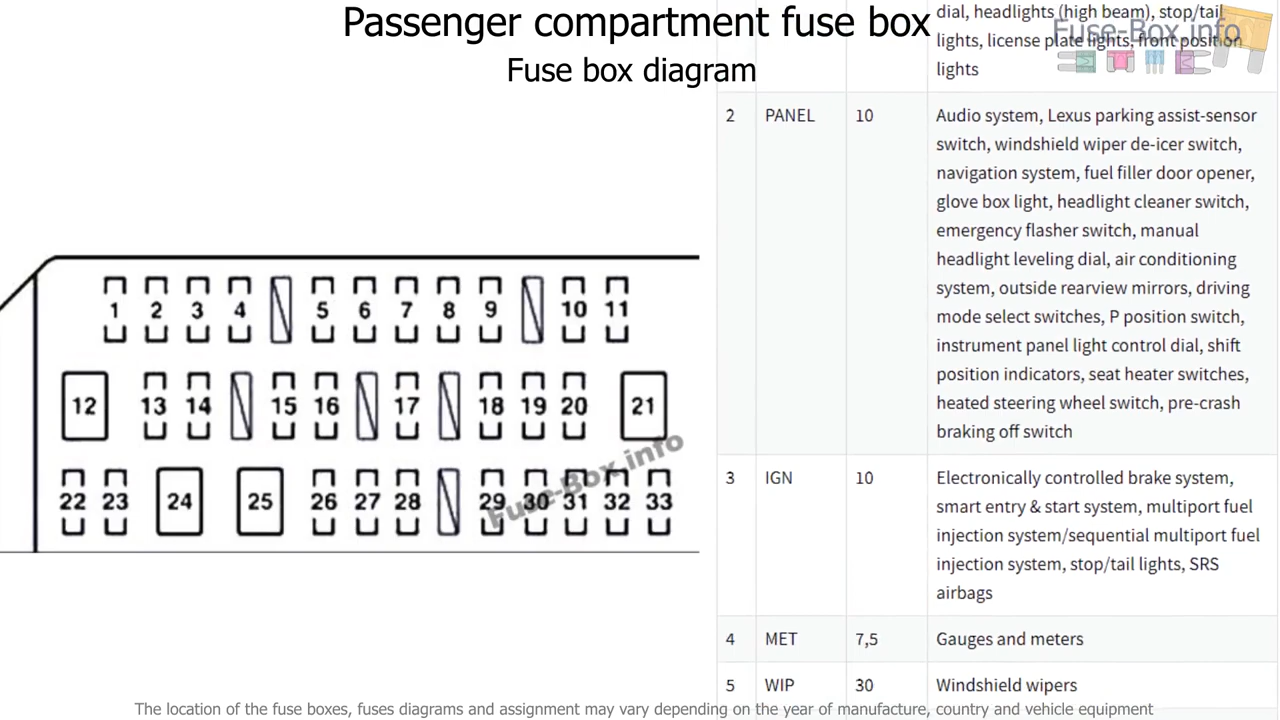 Passenger compartment fuse box
Fuse box diagram
Fuse-Box.info
dial, headlights (high beam), stop/tail
lights, license plate lights, front position
lights
2 PANEL 10 Audio system, Lexus parking assist-sensor
switch, windshield wiper de-icer switch,
navigation system, fuel filler door opener,
glove box light, headlight cleaner switch,
emergency flasher switch, manual
headlight leveling dial, air conditioning
system, outside rearview mirrors, driving
mode select switches, P position switch,
instrument panel light control dial, shift
position indicators, seat heater switches,
heated steering wheel switch, pre-crash
braking off switch
3 IGN 10 Electronically controlled brake system,
smart entry & start system, multiport fuel
injection system/sequential multiport fuel
injection system, stop/tail lights, SRS
airbags
4 MET 7,5 Gauges and meters
5 WIP 30 Windshield wipers
1 2 3 4 5 6 7 8 9 10 11
12 13 14 15 16 17 18 19 20 21
22 23 24 25 26 27 28 29 30 31 32 33
Fuse-Box.info
The location of the fuse boxes, fuses diagrams and assignment may vary depending on the year of manufacture, country and vehicle equipment